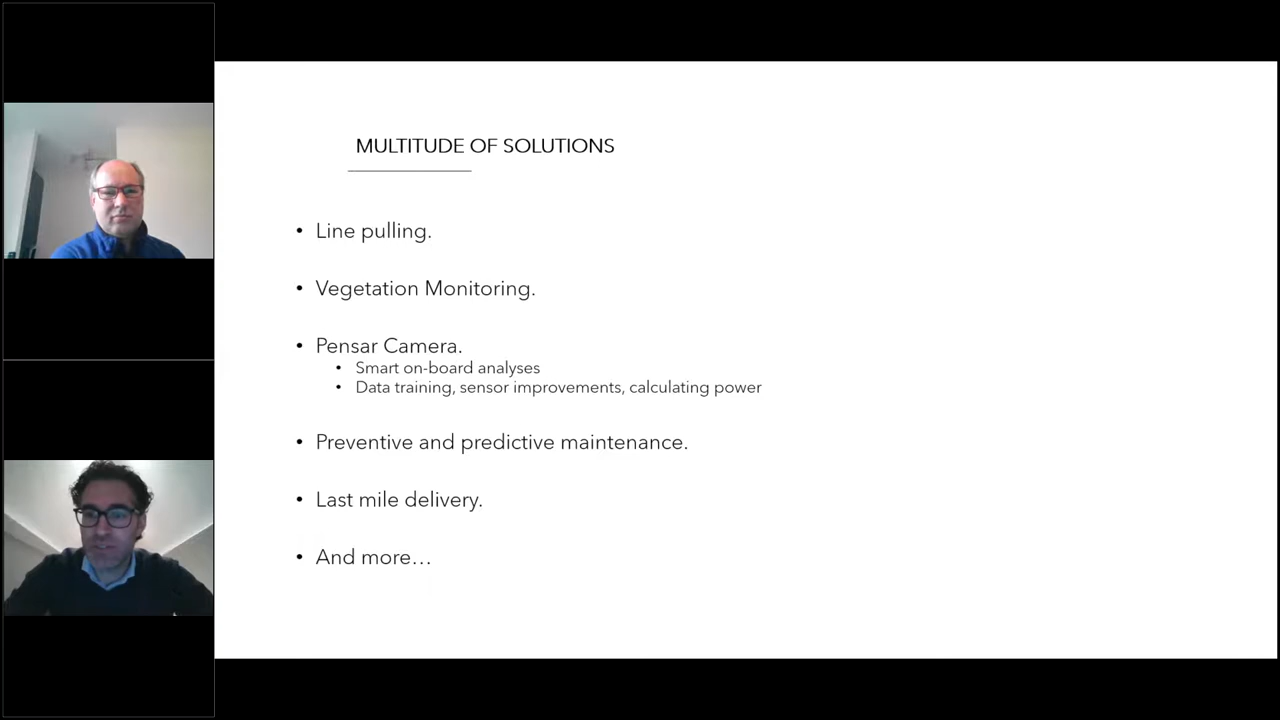 MULTITUDE OF SOLUTIONS
• Line pulling.
• Vegetation Monitoring.
• Pensar Camera.
• Smart on-board analyses
• Data training, sensor improvements, calculating power
• Preventive and predictive maintenance.
• Last mile delivery.
• And more…